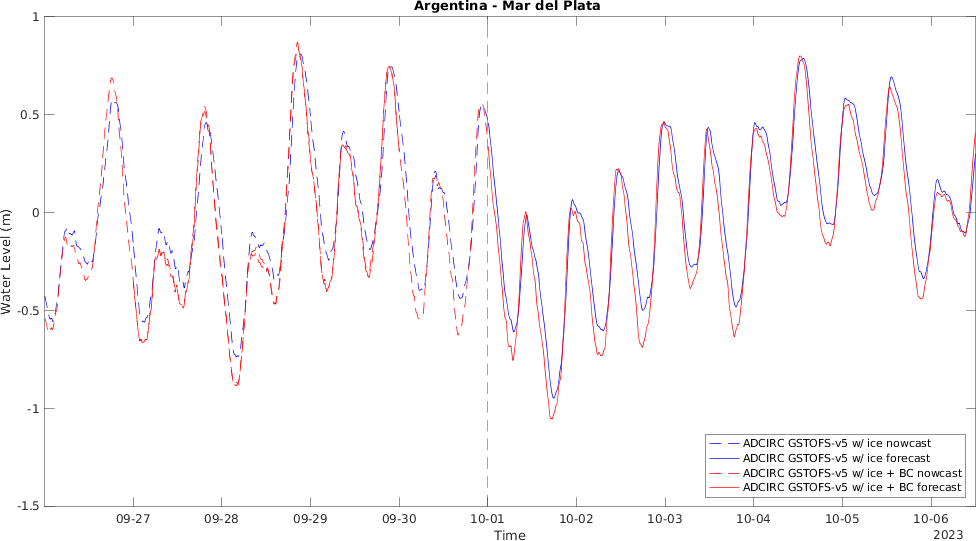 Argentina - Mar del Plata
1
0.5
0
-0.5
-1
-1.5
Water Level (m)
ADCIRC GSTOFS-v5 w/ ice nowcast
ADCIRC GSTOFS-v5 w/ ice forecast
ADCIRC GSTOFS-v5 w/ ice + BC nowcast
ADCIRC GSTOFS-v5 w/ ice + BC forecast
09-27 09-28 09-29 09-30 10-01 10-02 10-03 10-04 10-05 10-06
Time
2023